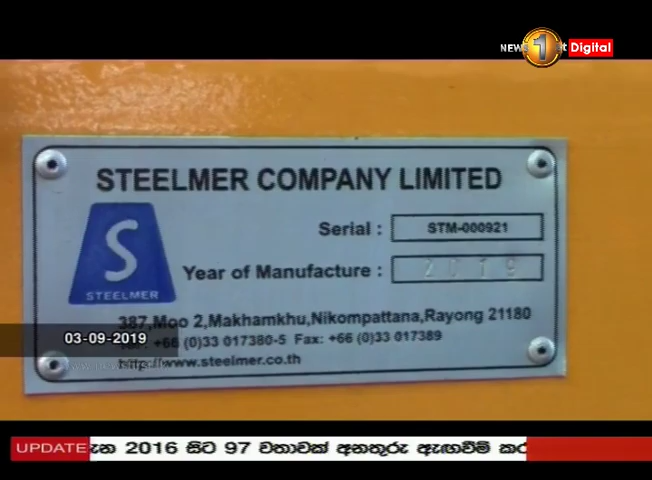 NEWS 1st Digital
STEELMER COMPANY LIMITED
Serial : STM-000921
S
STEELMER
Year of Manufacture : 2019
387,Moo 2,Makhamkhu,Nikompattana,Rayong 21180
+66 (0)33 017380-5 Fax: +66 (0)33 017389
03-09-2019
http://www.steelmer.co.th
UPDATE 2016 සිට 97 වතාවක් අනතුරු ඇඟවීම්